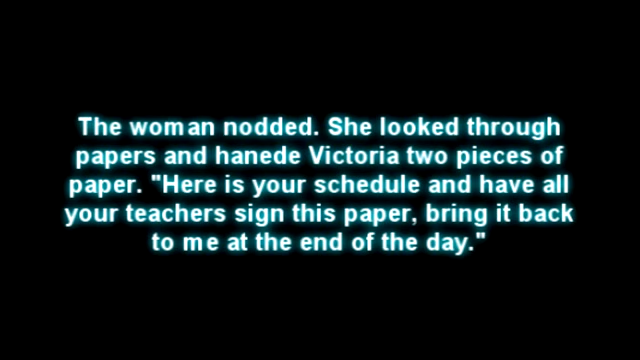 The woman nodded. She looked through
papers and hanede Victoria two pieces of
paper. "Here is your schedule and have all
your teachers sign this paper, bring it back
to me at the end of the day."